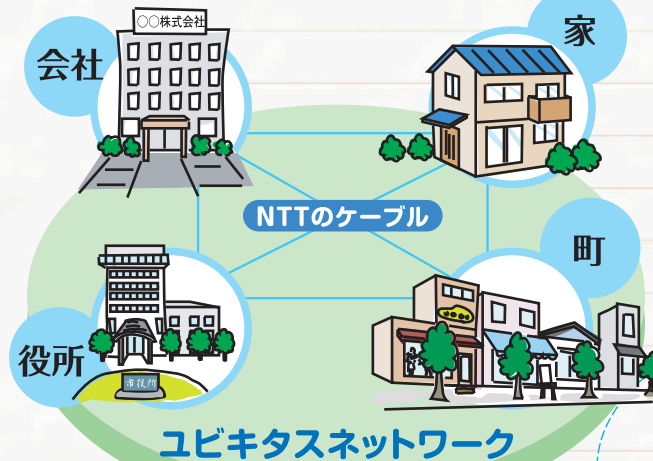 ○○株式会社
会社
家
NTTのケーブル
町
役所
市役所
ユビキタスネットワーク